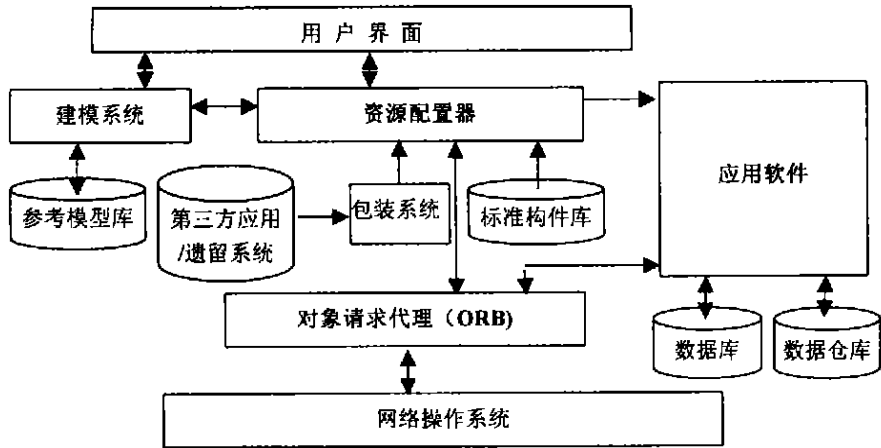 用 户 界 面
建模系统
资源配置器
应用软件
参考模型库
第三方应用
/遗留系统
包装系统
标准构件库
对象请求代理（ORB)
数据库
数据仓库
网络操作系统